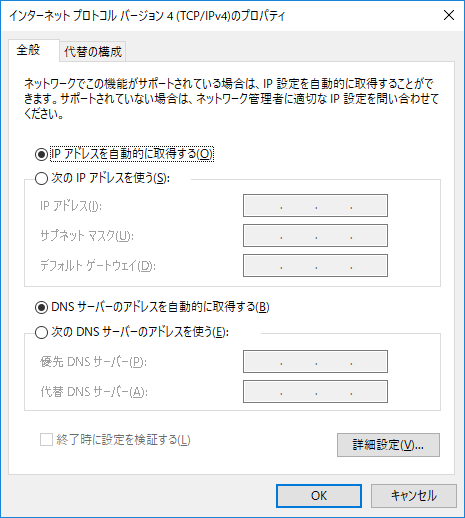 インターネット プロトコル バージョン 4 (TCP/IPv4)のプロパティ
全般
代替の構成
ネットワークでこの機能がサポートされている場合は、IP 設定を自動的に取得することがで
きます。サポートされていない場合は、ネットワーク管理者に適切な IP 設定を問い合わせて
ください。
IP アドレスを自動的に取得する(O)
次の IP アドレスを使う(S):
IP アドレス(I):
サブネット マスク(U):
デフォルト ゲートウェイ(D):
DNS サーバーのアドレスを自動的に取得する(B)
次の DNS サーバーのアドレスを使う(E):
優先 DNS サーバー(P):
代替 DNS サーバー(A):
終了時に設定を検証する(L)
詳細設定(V)...
OK
キャンセル